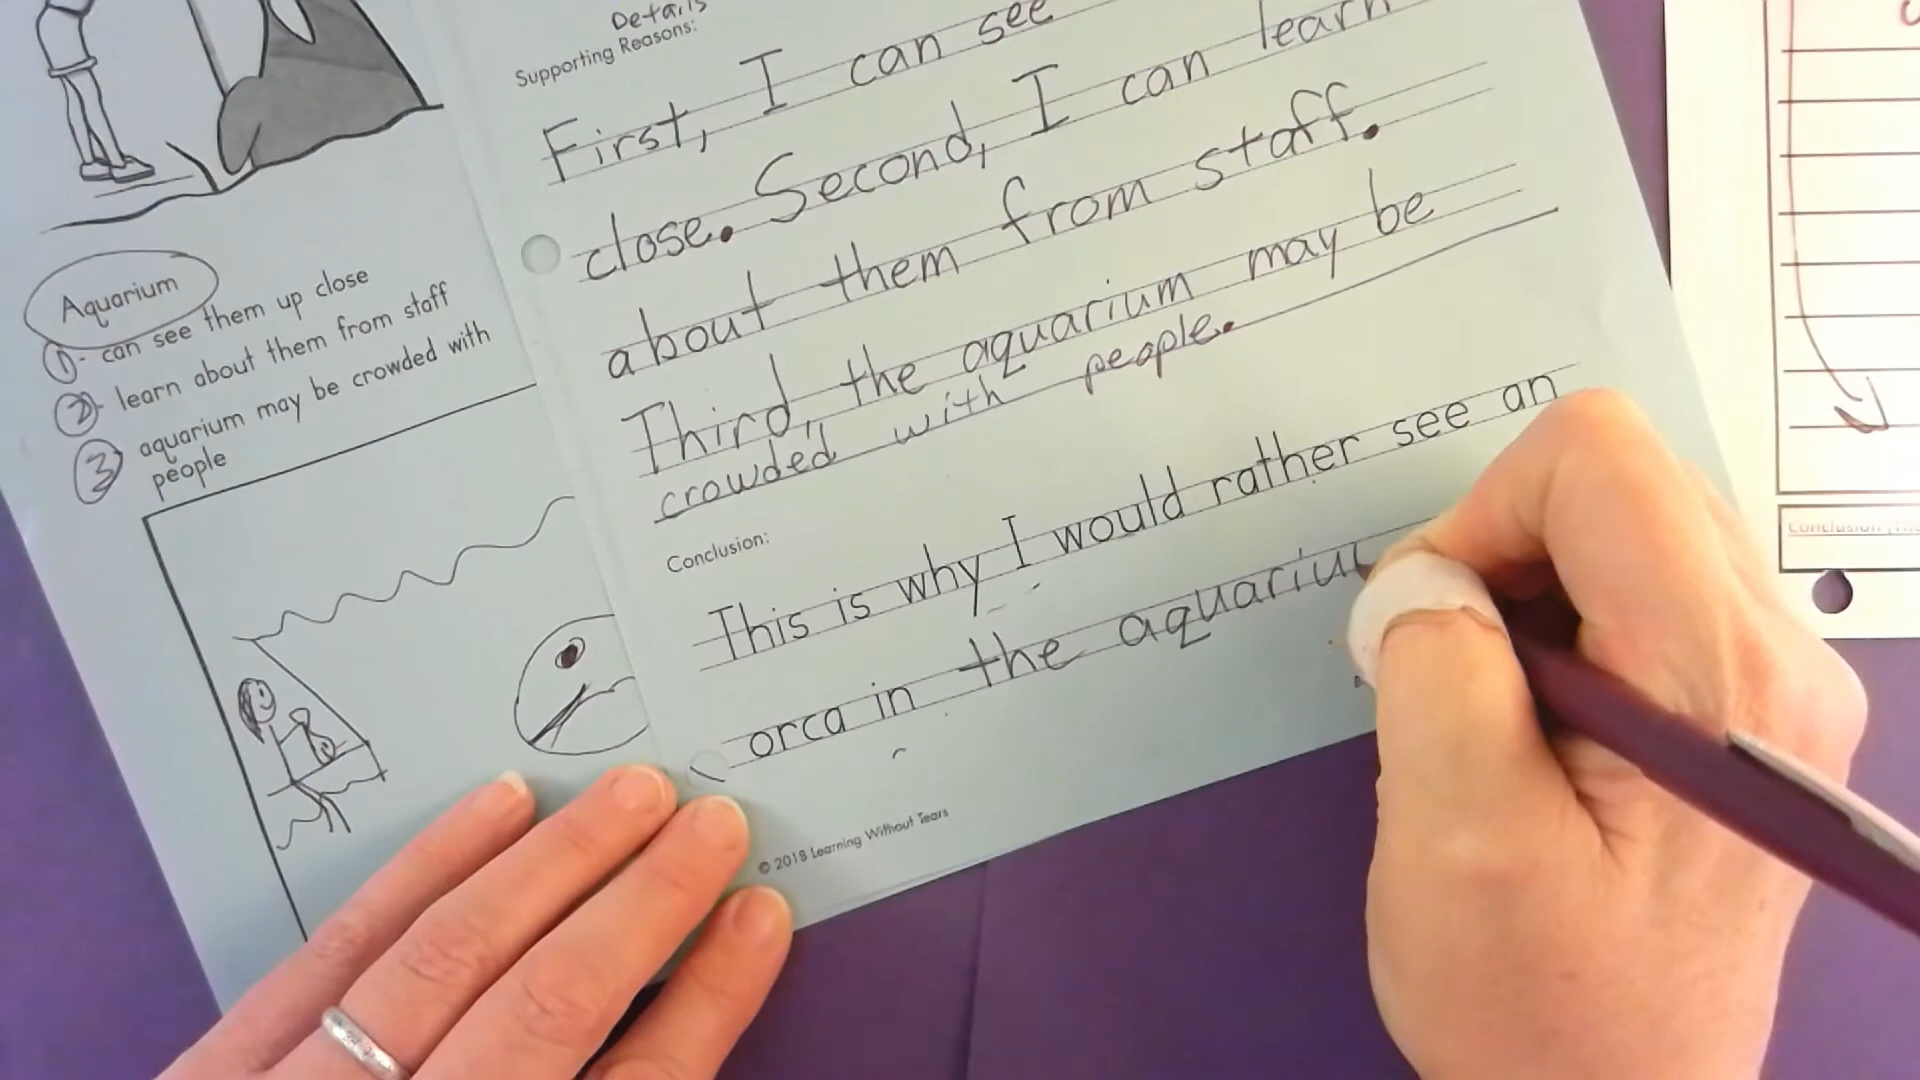 Aquarium
1 - can see them up close
2 - learn about them from staff
3 aquarium may be crowded with
people
Details
Supporting Reasons:
First, I can see
close. Second, I can learn
about them from staff.
Third, the aquarium may be
crowded with people.
Conclusion:
This is why I would rather see an
orca in the aquariu
© 2018 Learning Without Tears
Conclusion